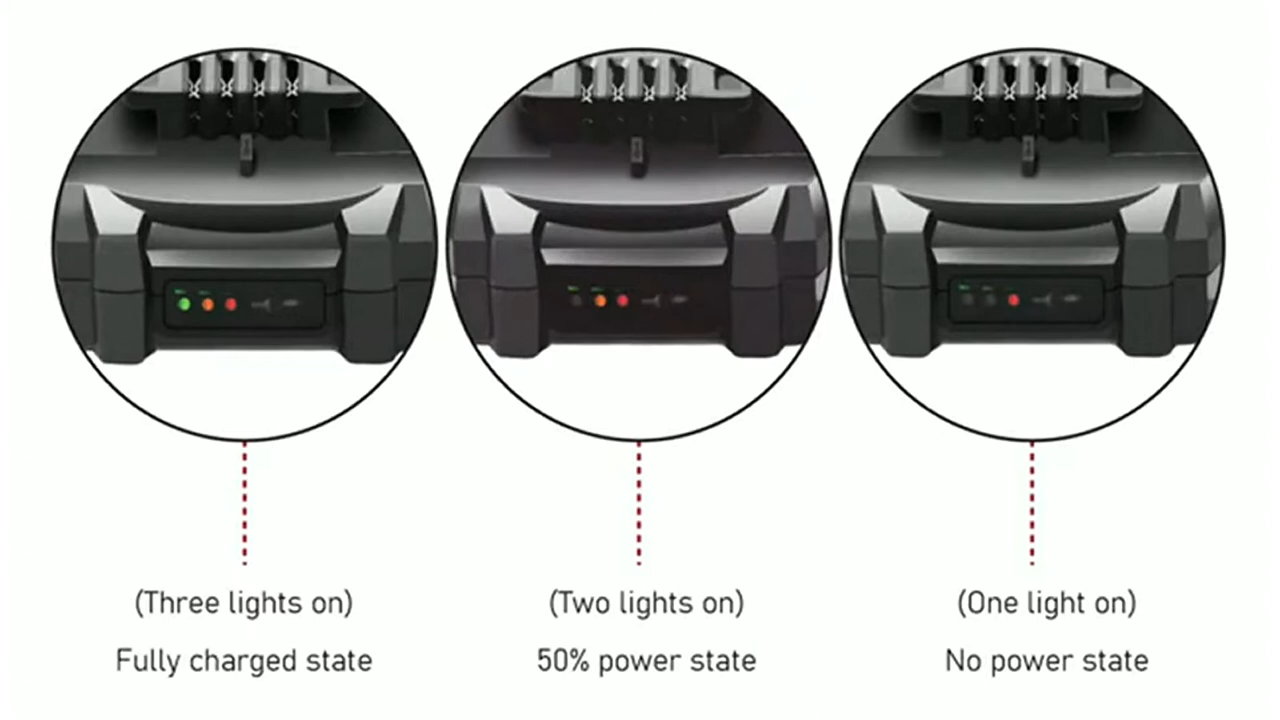 (Three lights on)
Fully charged state
(Two lights on)
50% power state
(One light on)
No power state